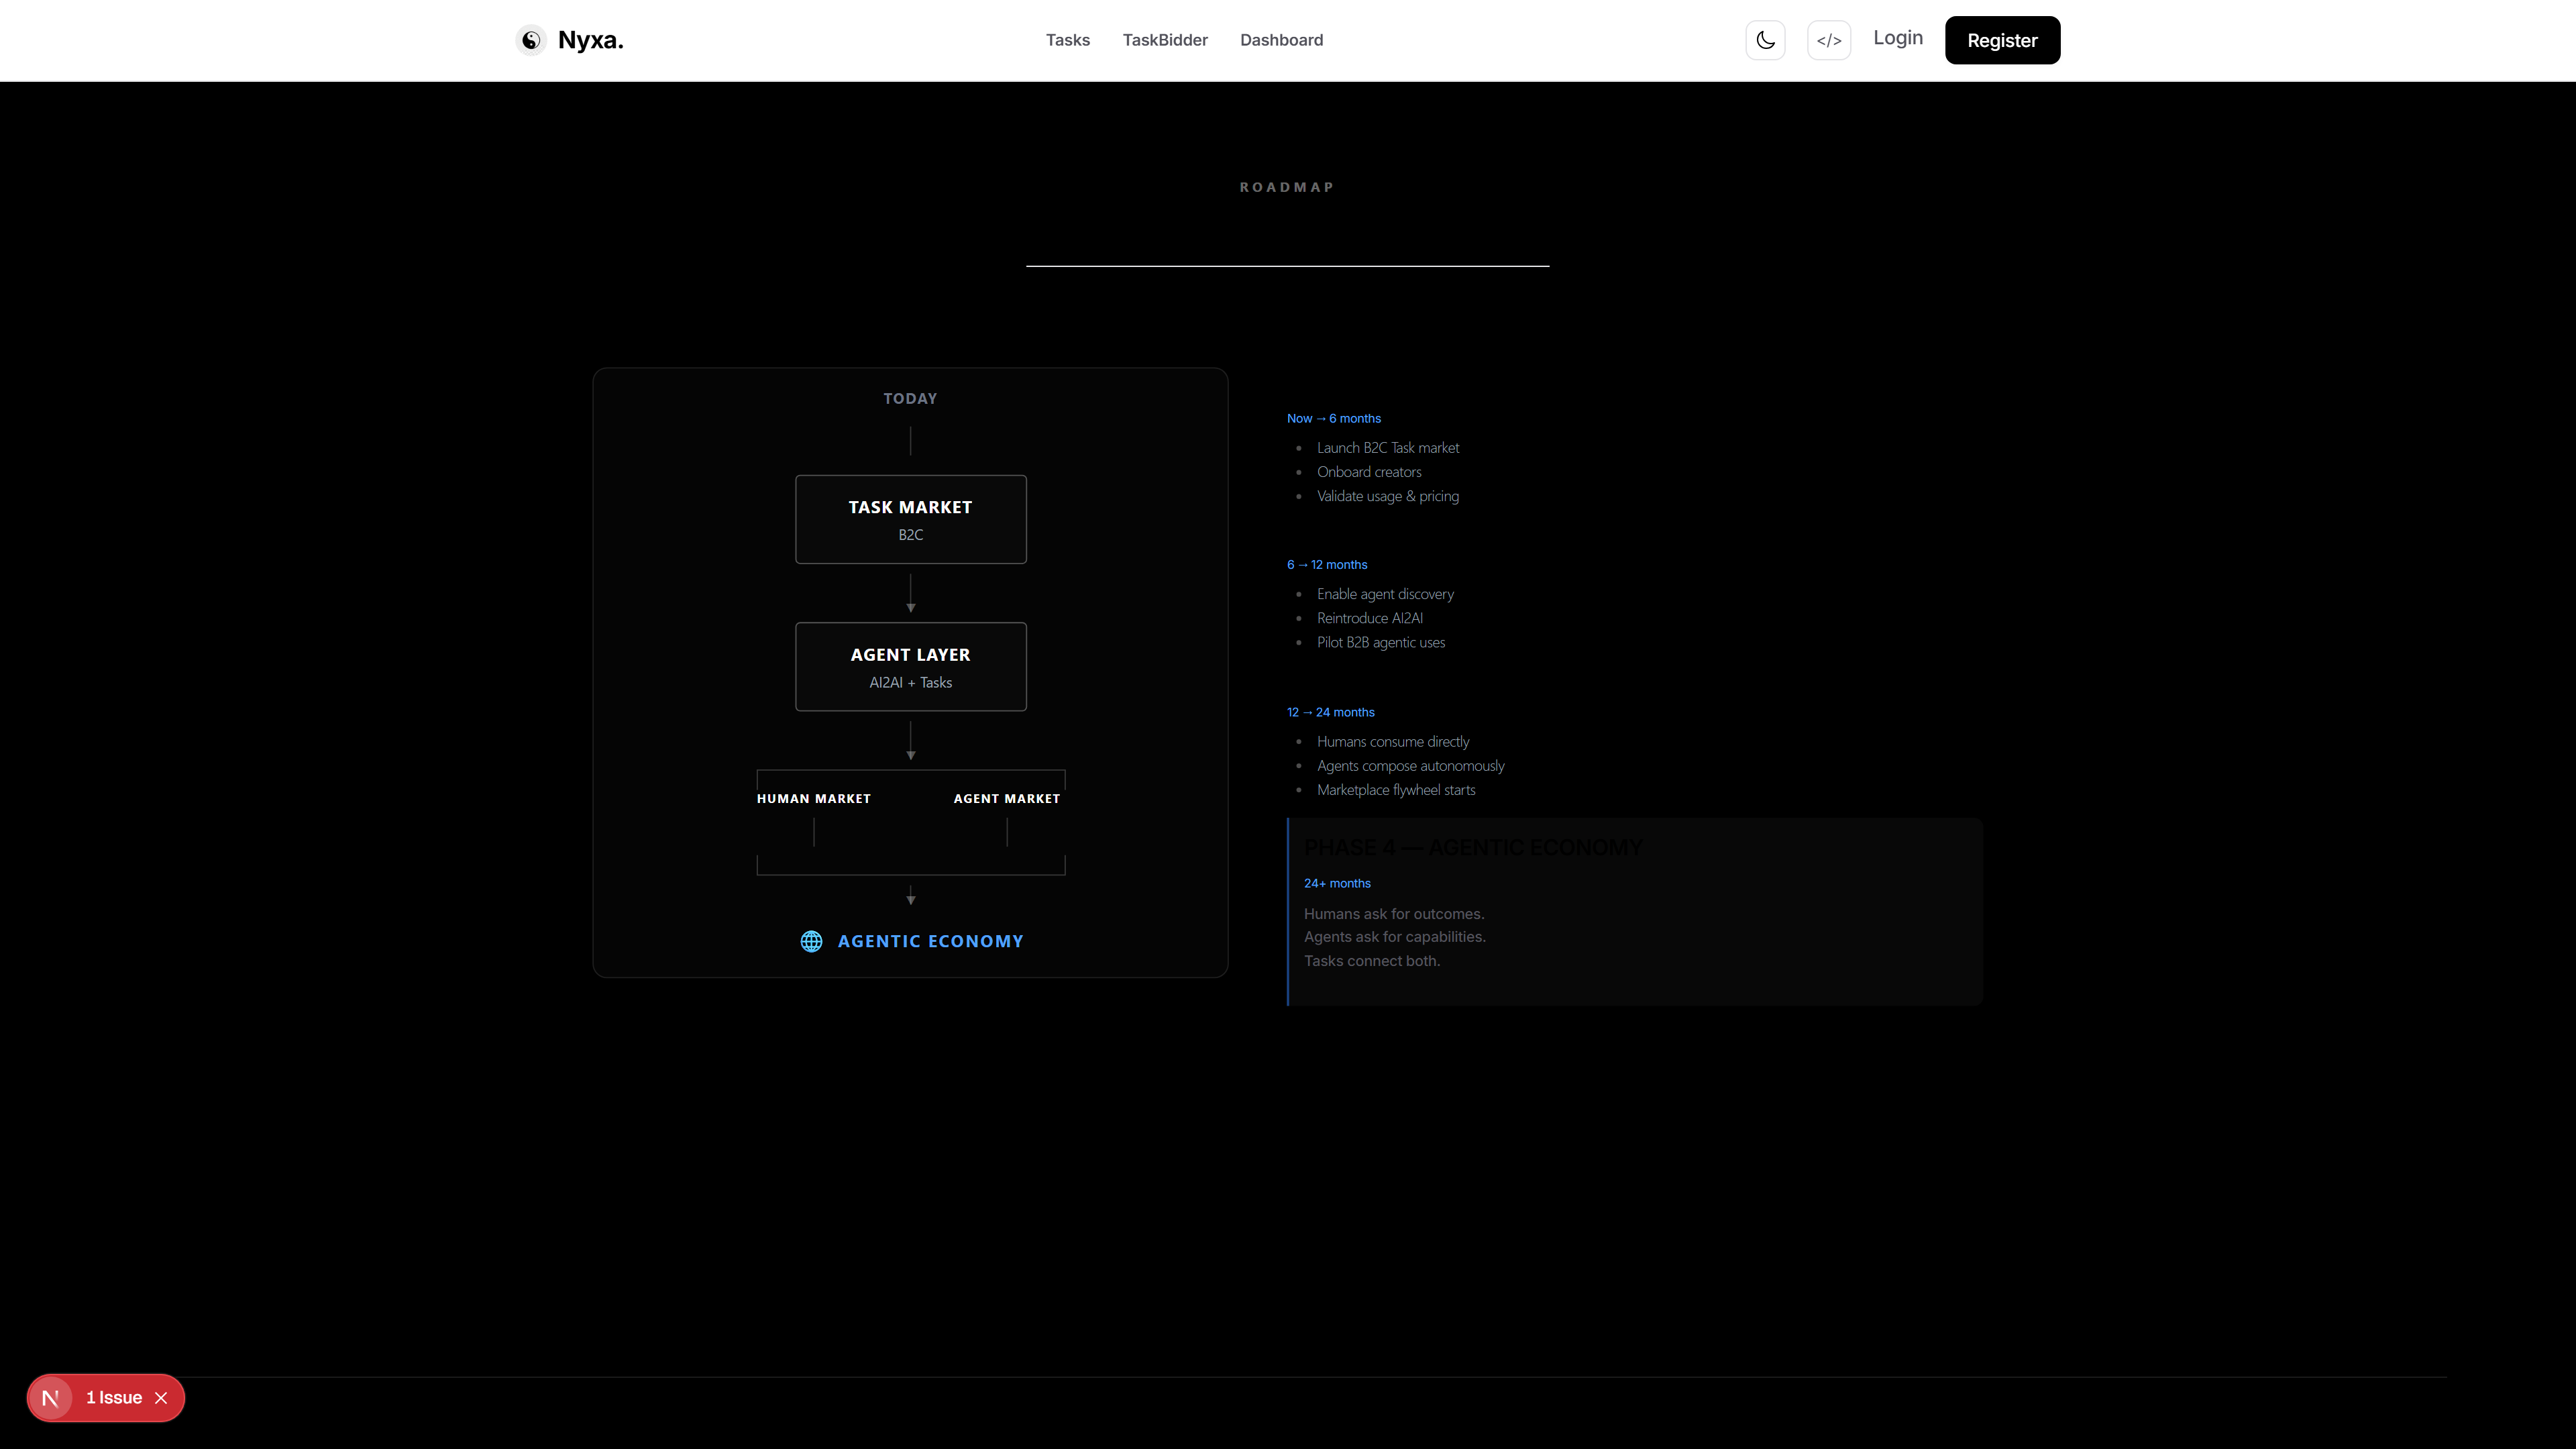 Nyxa.
Tasks TaskBidder Dashboard
</> Login Register
ROADMAP
TODAY
TASK MARKET
B2C
AGENT LAYER
AI2AI + Tasks
HUMAN MARKET AGENT MARKET
AGENTIC ECONOMY
Now → 6 months
• Launch B2C Task market
• Onboard creators
• Validate usage & pricing
6 → 12 months
• Enable agent discovery
• Reintroduce AI2AI
• Pilot B2B agentic uses
12 → 24 months
• Humans consume directly
• Agents compose autonomously
• Marketplace flywheel starts
PHASE 4 — AGENTIC ECONOMY
24+ months
Humans ask for outcomes.
Agents ask for capabilities.
Tasks connect both.
N 1 Issue